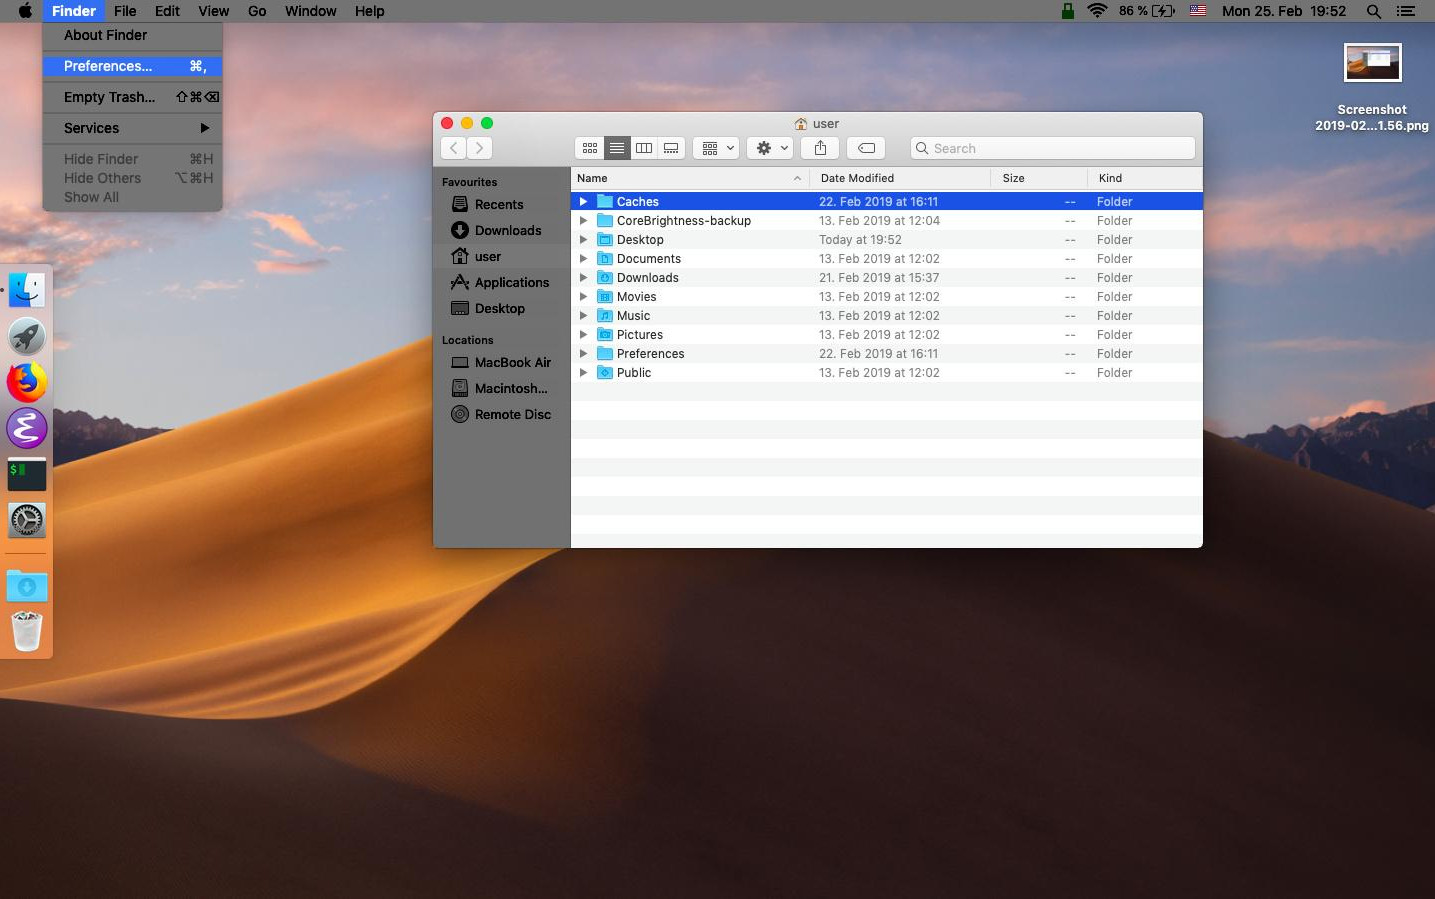 Finder File Edit View Go Window Help 86 % Mon 25. Feb 19:52
About Finder
Preferences... ⌘,
Empty Trash... ⇧⌘⌫
Services ▶
Hide Finder ⌘H
Hide Others ⌥⌘H
Show All
Screenshot
2019-02...1.56.png
user
Search
Favourites
Recents
Downloads
user
Applications
Desktop
Locations
MacBook Air
Macintosh...
Remote Disc
Name Date Modified Size Kind
Caches 22. Feb 2019 at 16:11 -- Folder
CoreBrightness-backup 13. Feb 2019 at 12:04 -- Folder
Desktop Today at 19:52 -- Folder
Documents 13. Feb 2019 at 12:02 -- Folder
Downloads 21. Feb 2019 at 15:37 -- Folder
Movies 13. Feb 2019 at 12:02 -- Folder
Music 13. Feb 2019 at 12:02 -- Folder
Pictures 13. Feb 2019 at 12:02 -- Folder
Preferences 22. Feb 2019 at 16:11 -- Folder
Public 13. Feb 2019 at 12:02 -- Folder
$